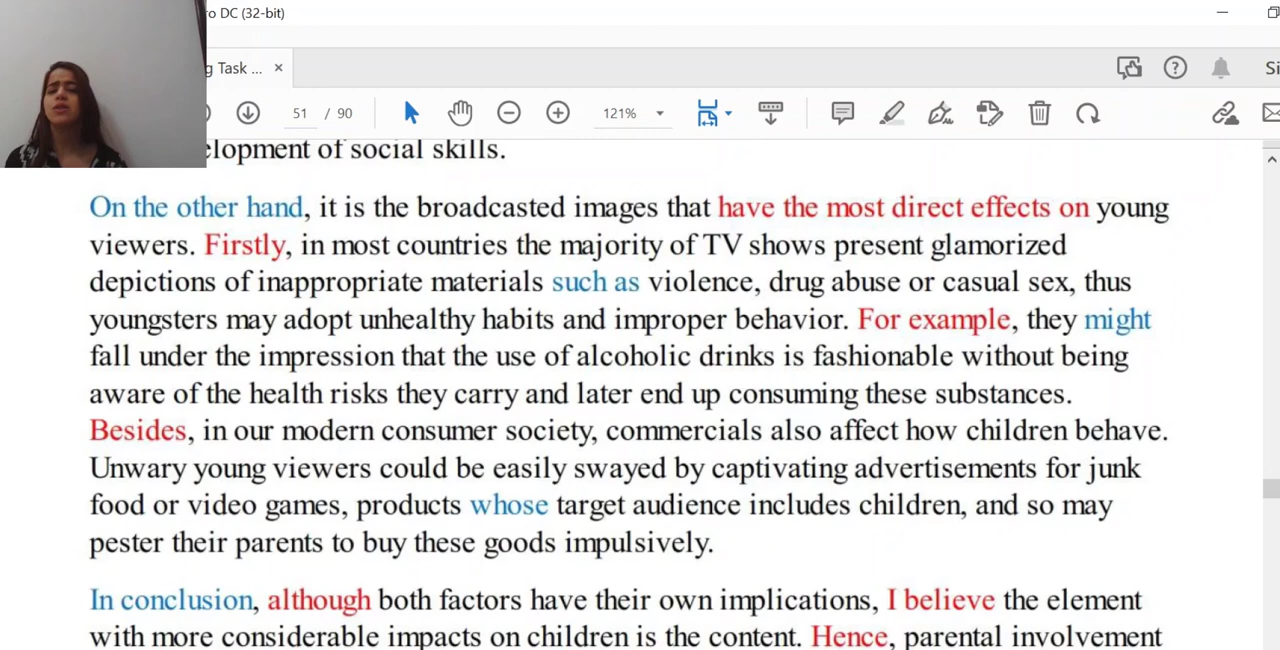 o DC (32-bit)
g Task ...
Si
51 / 90
121%
elopment of social skills.
On the other hand, it is the broadcasted images that have the most direct effects on young
viewers. Firstly, in most countries the majority of TV shows present glamorized
depictions of inappropriate materials such as violence, drug abuse or casual sex, thus
youngsters may adopt unhealthy habits and improper behavior. For example, they might
fall under the impression that the use of alcoholic drinks is fashionable without being
aware of the health risks they carry and later end up consuming these substances.
Besides, in our modern consumer society, commercials also affect how children behave.
Unwary young viewers could be easily swayed by captivating advertisements for junk
food or video games, products whose target audience includes children, and so may
pester their parents to buy these goods impulsively.
In conclusion, although both factors have their own implications, I believe the element
with more considerable impacts on children is the content. Hence, parental involvement